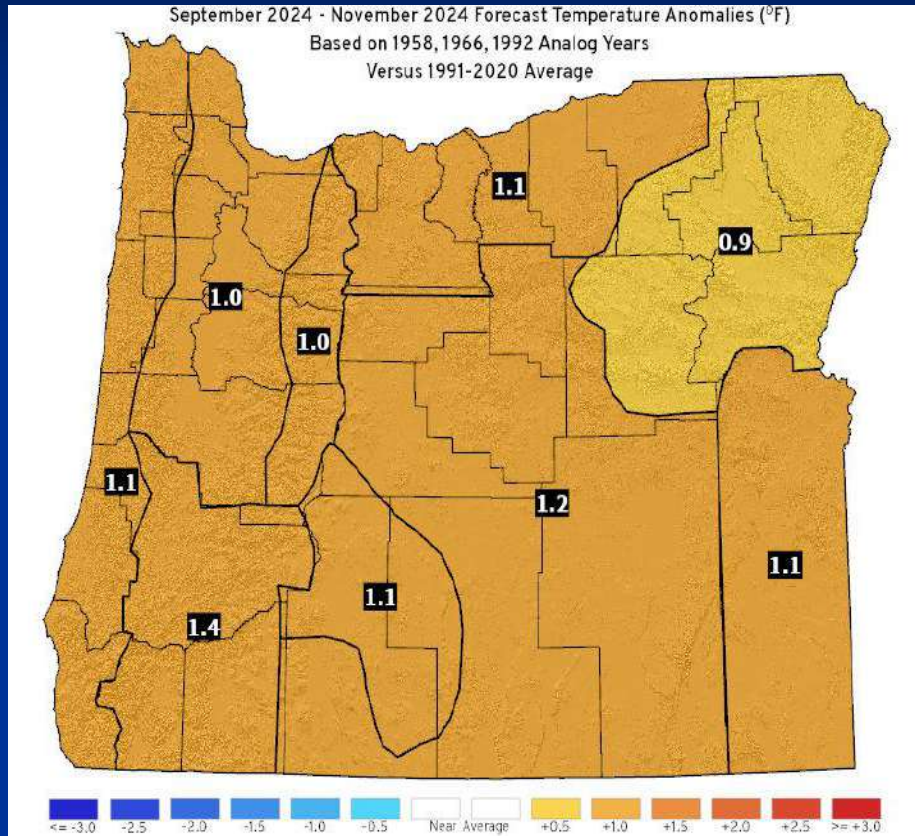 September 2024 - November 2024 Forecast Temperature Anomalies (⁰F)
Based on 1958, 1966, 1992 Analog Years
Versus 1991-2020 Average
1.1
0.9
1.0
1.0
1.1
1.2
1.1
1.1
1.4
<= -3.0 -2.5 -2.0 -1.5 -1.0 -0.5 Near Average +0.5 +1.0 +1.5 +2.0 +2.5 >= +3.0